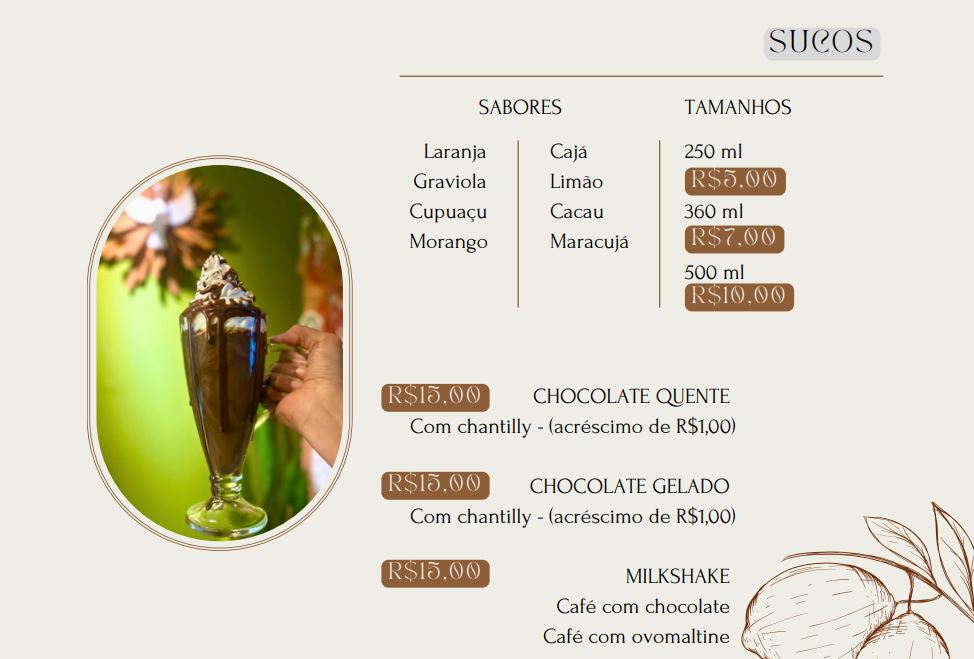 SUCOS
SABORES
Laranja
Graviola
Cupuaçu
Morango
Cajá
Limão
Cacau
Maracujá
TAMANHOS
250 ml
R$5,00
360 ml
R$7,00
500 ml
R$10,00
R$15,00 CHOCOLATE QUENTE
Com chantilly - (acréscimo de R$1,00)
R$15,00 CHOCOLATE GELADO
Com chantilly - (acréscimo de R$1,00)
R$15,00 MILKSHAKE
Café com chocolate
Café com ovomaltine